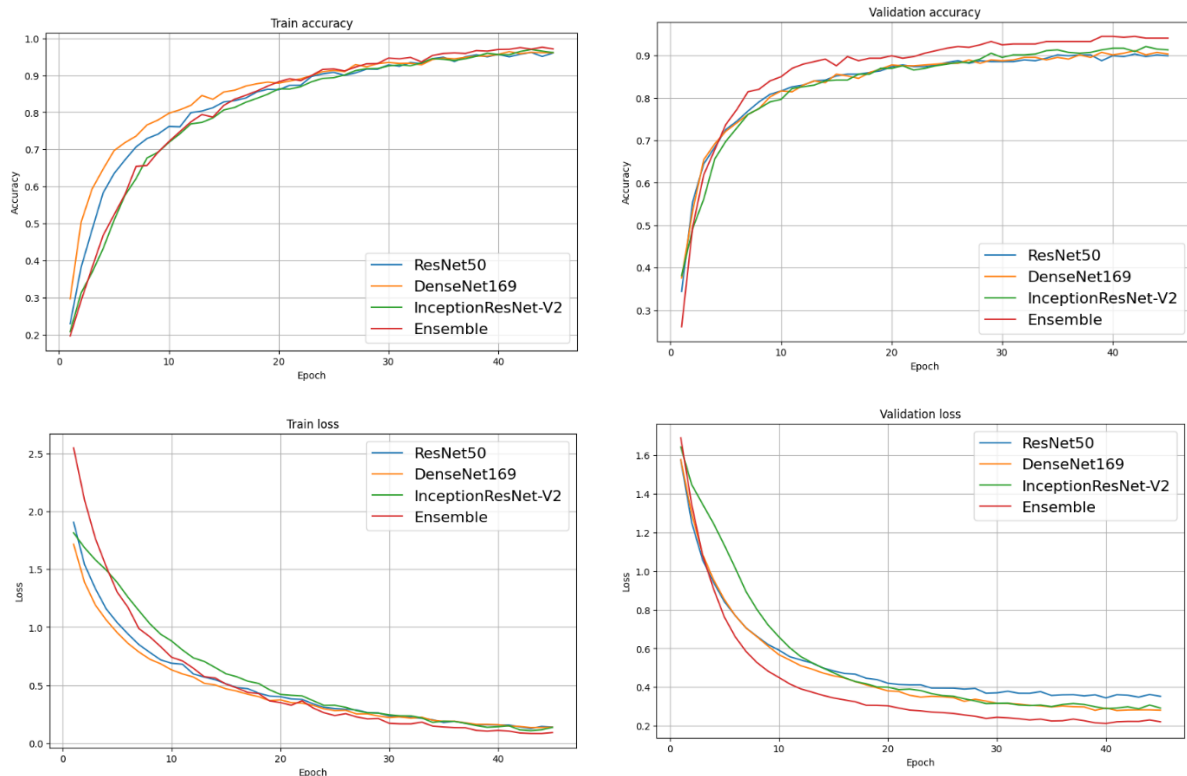 Train accuracy
1.0
0.9
0.8
0.7
0.6
0.5
0.4
0.3
0.2
Accuracy
0
10
20
30
40
Epoch
ResNet50
DenseNet169
InceptionResNet-V2
Ensemble
Validation accuracy
0.9
0.8
0.7
0.6
0.5
0.4
0.3
Accuracy
0
10
20
30
40
Epoch
ResNet50
DenseNet169
InceptionResNet-V2
Ensemble
Train loss
2.5
2.0
1.5
1.0
0.5
0.0
Loss
0
10
20
30
40
Epoch
ResNet50
DenseNet169
InceptionResNet-V2
Ensemble
Validation loss
1.6
1.4
1.2
1.0
0.8
0.6
0.4
0.2
Loss
0
10
20
30
40
Epoch
ResNet50
DenseNet169
InceptionResNet-V2
Ensemble